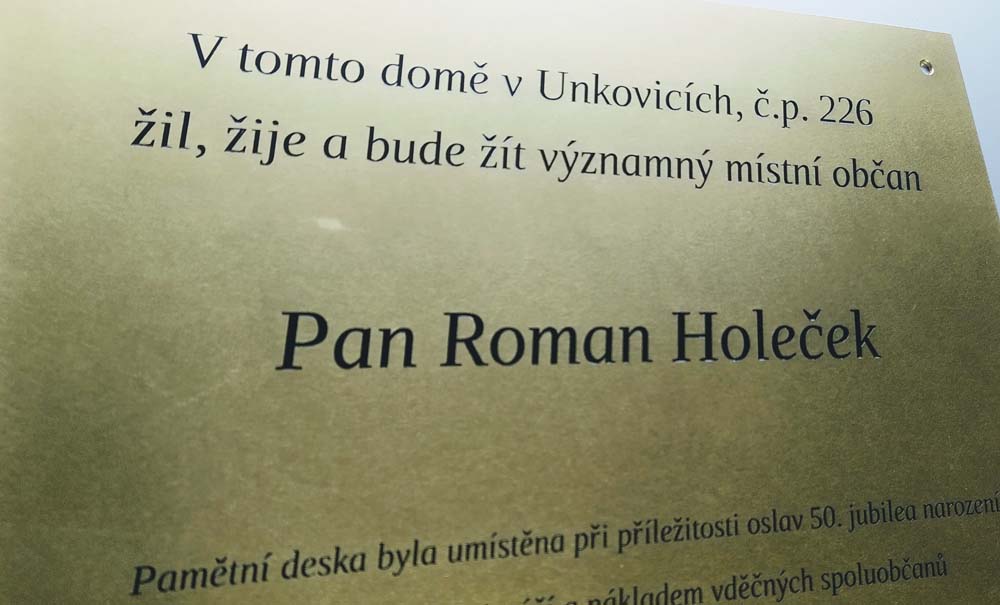 V tomto domě v Unkovicích, č.p. 226
žil, žije a bude žít významný místní občan
Pan Roman Holeček
Pamětní deska byla umístěna při příležitosti oslav 50. jubilea narození
nákladem vděčných spoluobčanů